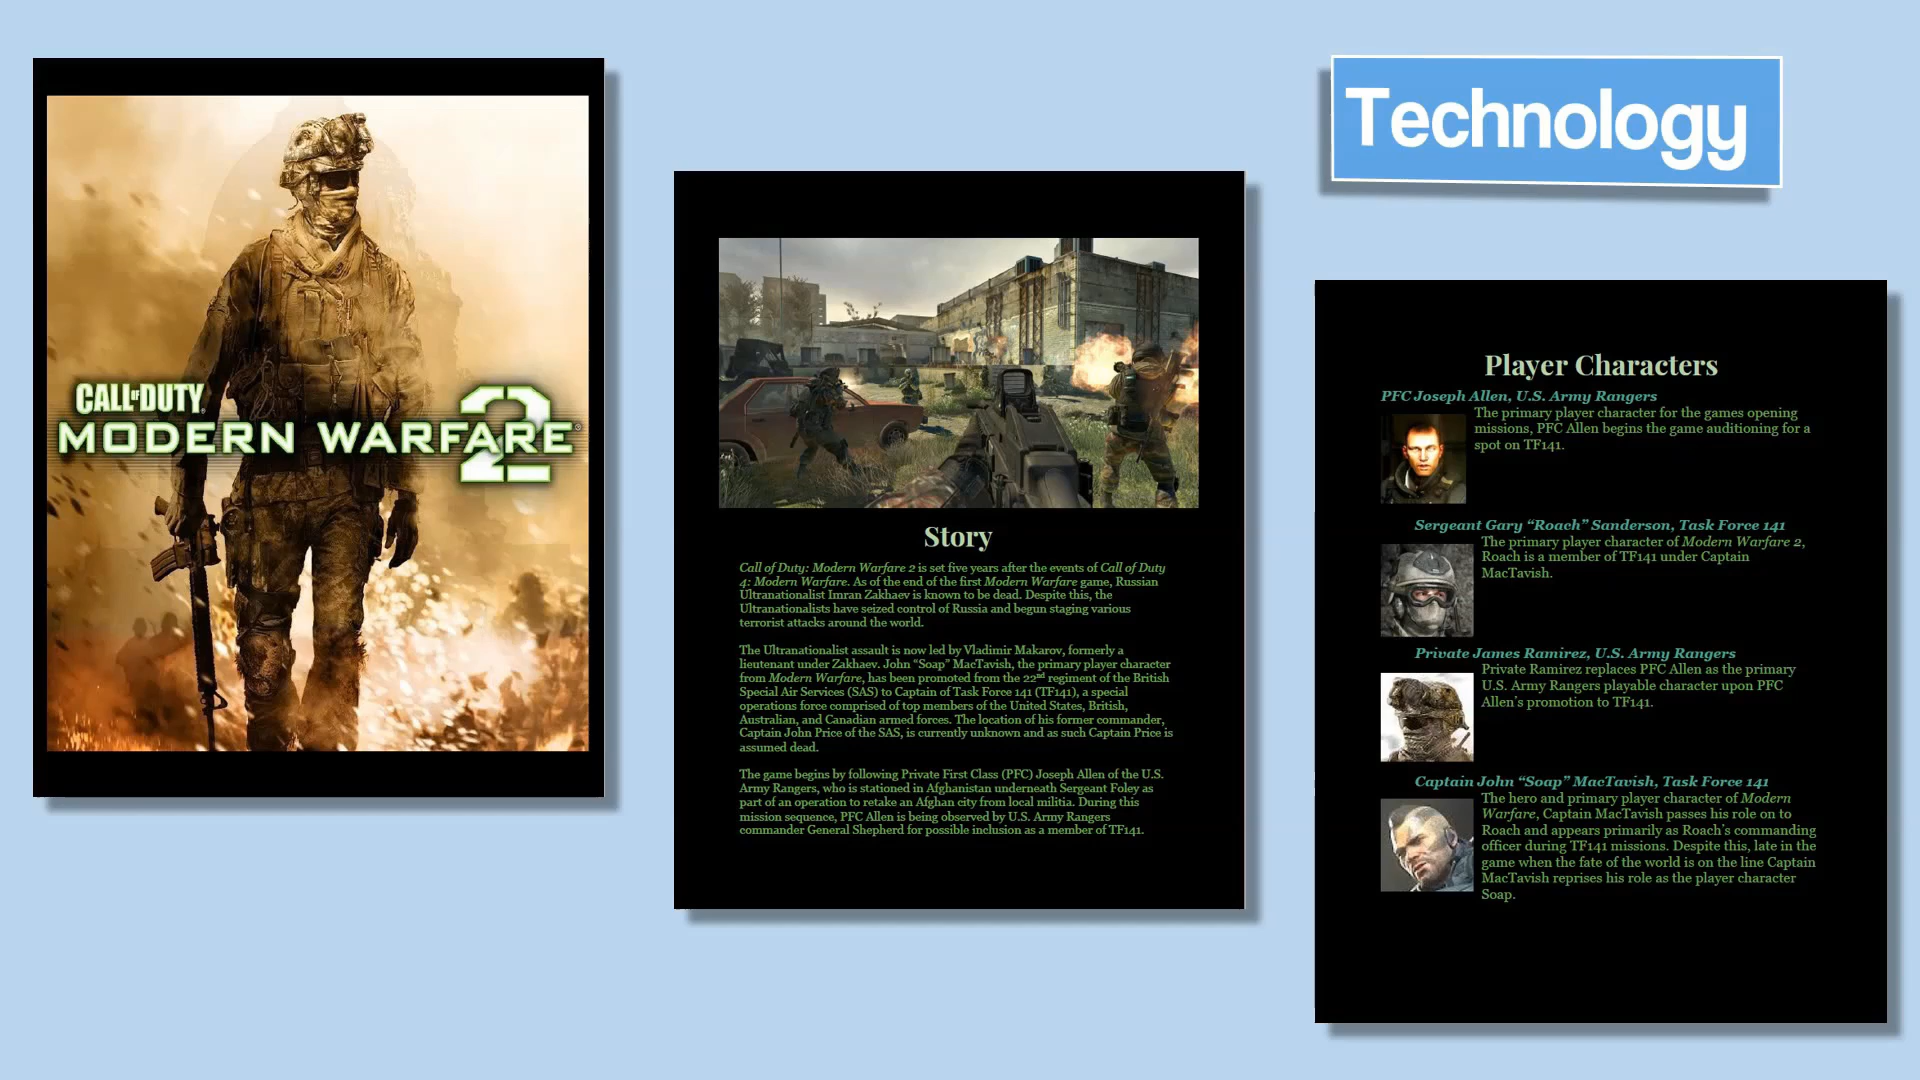 CALL OF DUTY
MODERN WARFARE
2
Story
Call of Duty: Modern Warfare 2 is set five years after the events of Call of Duty
4: Modern Warfare. As of the end of the first Modern Warfare game, Russian
Ultranationalist Imran Zakhaev is known to be dead. Despite this, the
Ultranationalists have seized control of Russia and begun staging various
terrorist attacks around the world.
The Ultranationalist assault is now led by Vladimir Makarov, formerly a
lieutenant under Zakhaev. John “Soap” MacTavish, the primary player character
from Modern Warfare, has been promoted from the 22nd regiment of the British
Special Air Services (SAS) to Captain of Task Force 141 (TF141), a special
operations force comprised of top members of the United States, British,
Australian, and Canadian armed forces. The location of his former commander,
Captain John Price of the SAS, is currently unknown and as such Captain Price is
assumed dead.
The game begins by following Private First Class (PFC) Joseph Allen of the U.S.
Army Rangers, who is stationed in Afghanistan underneath Sergeant Foley as
part of an operation to retake an Afghan city from local militia. During this
mission sequence, PFC Allen is being observed by U.S. Army Rangers
commander General Shepherd for possible inclusion as a member of TF141.
Technology
Player Characters
PFC Joseph Allen, U.S. Army Rangers
The primary player character for the games opening
missions, PFC Allen begins the game auditioning for a
spot on TF141.
Sergeant Gary “Roach” Sanderson, Task Force 141
The primary player character of Modern Warfare 2,
Roach is a member of TF141 under Captain
MacTavish.
Private James Ramirez, U.S. Army Rangers
Private Ramirez replaces PFC Allen as the primary
U.S. Army Rangers playable character upon PFC
Allen’s promotion to TF141.
Captain John “Soap” MacTavish, Task Force 141
The hero and primary player character of Modern
Warfare, Captain MacTavish passes his role on to
Roach and appears primarily as Roach’s commanding
officer during TF141 missions. Despite this, late in the
game when the fate of the world is on the line Captain
MacTavish reprises his role as the player character
Soap.